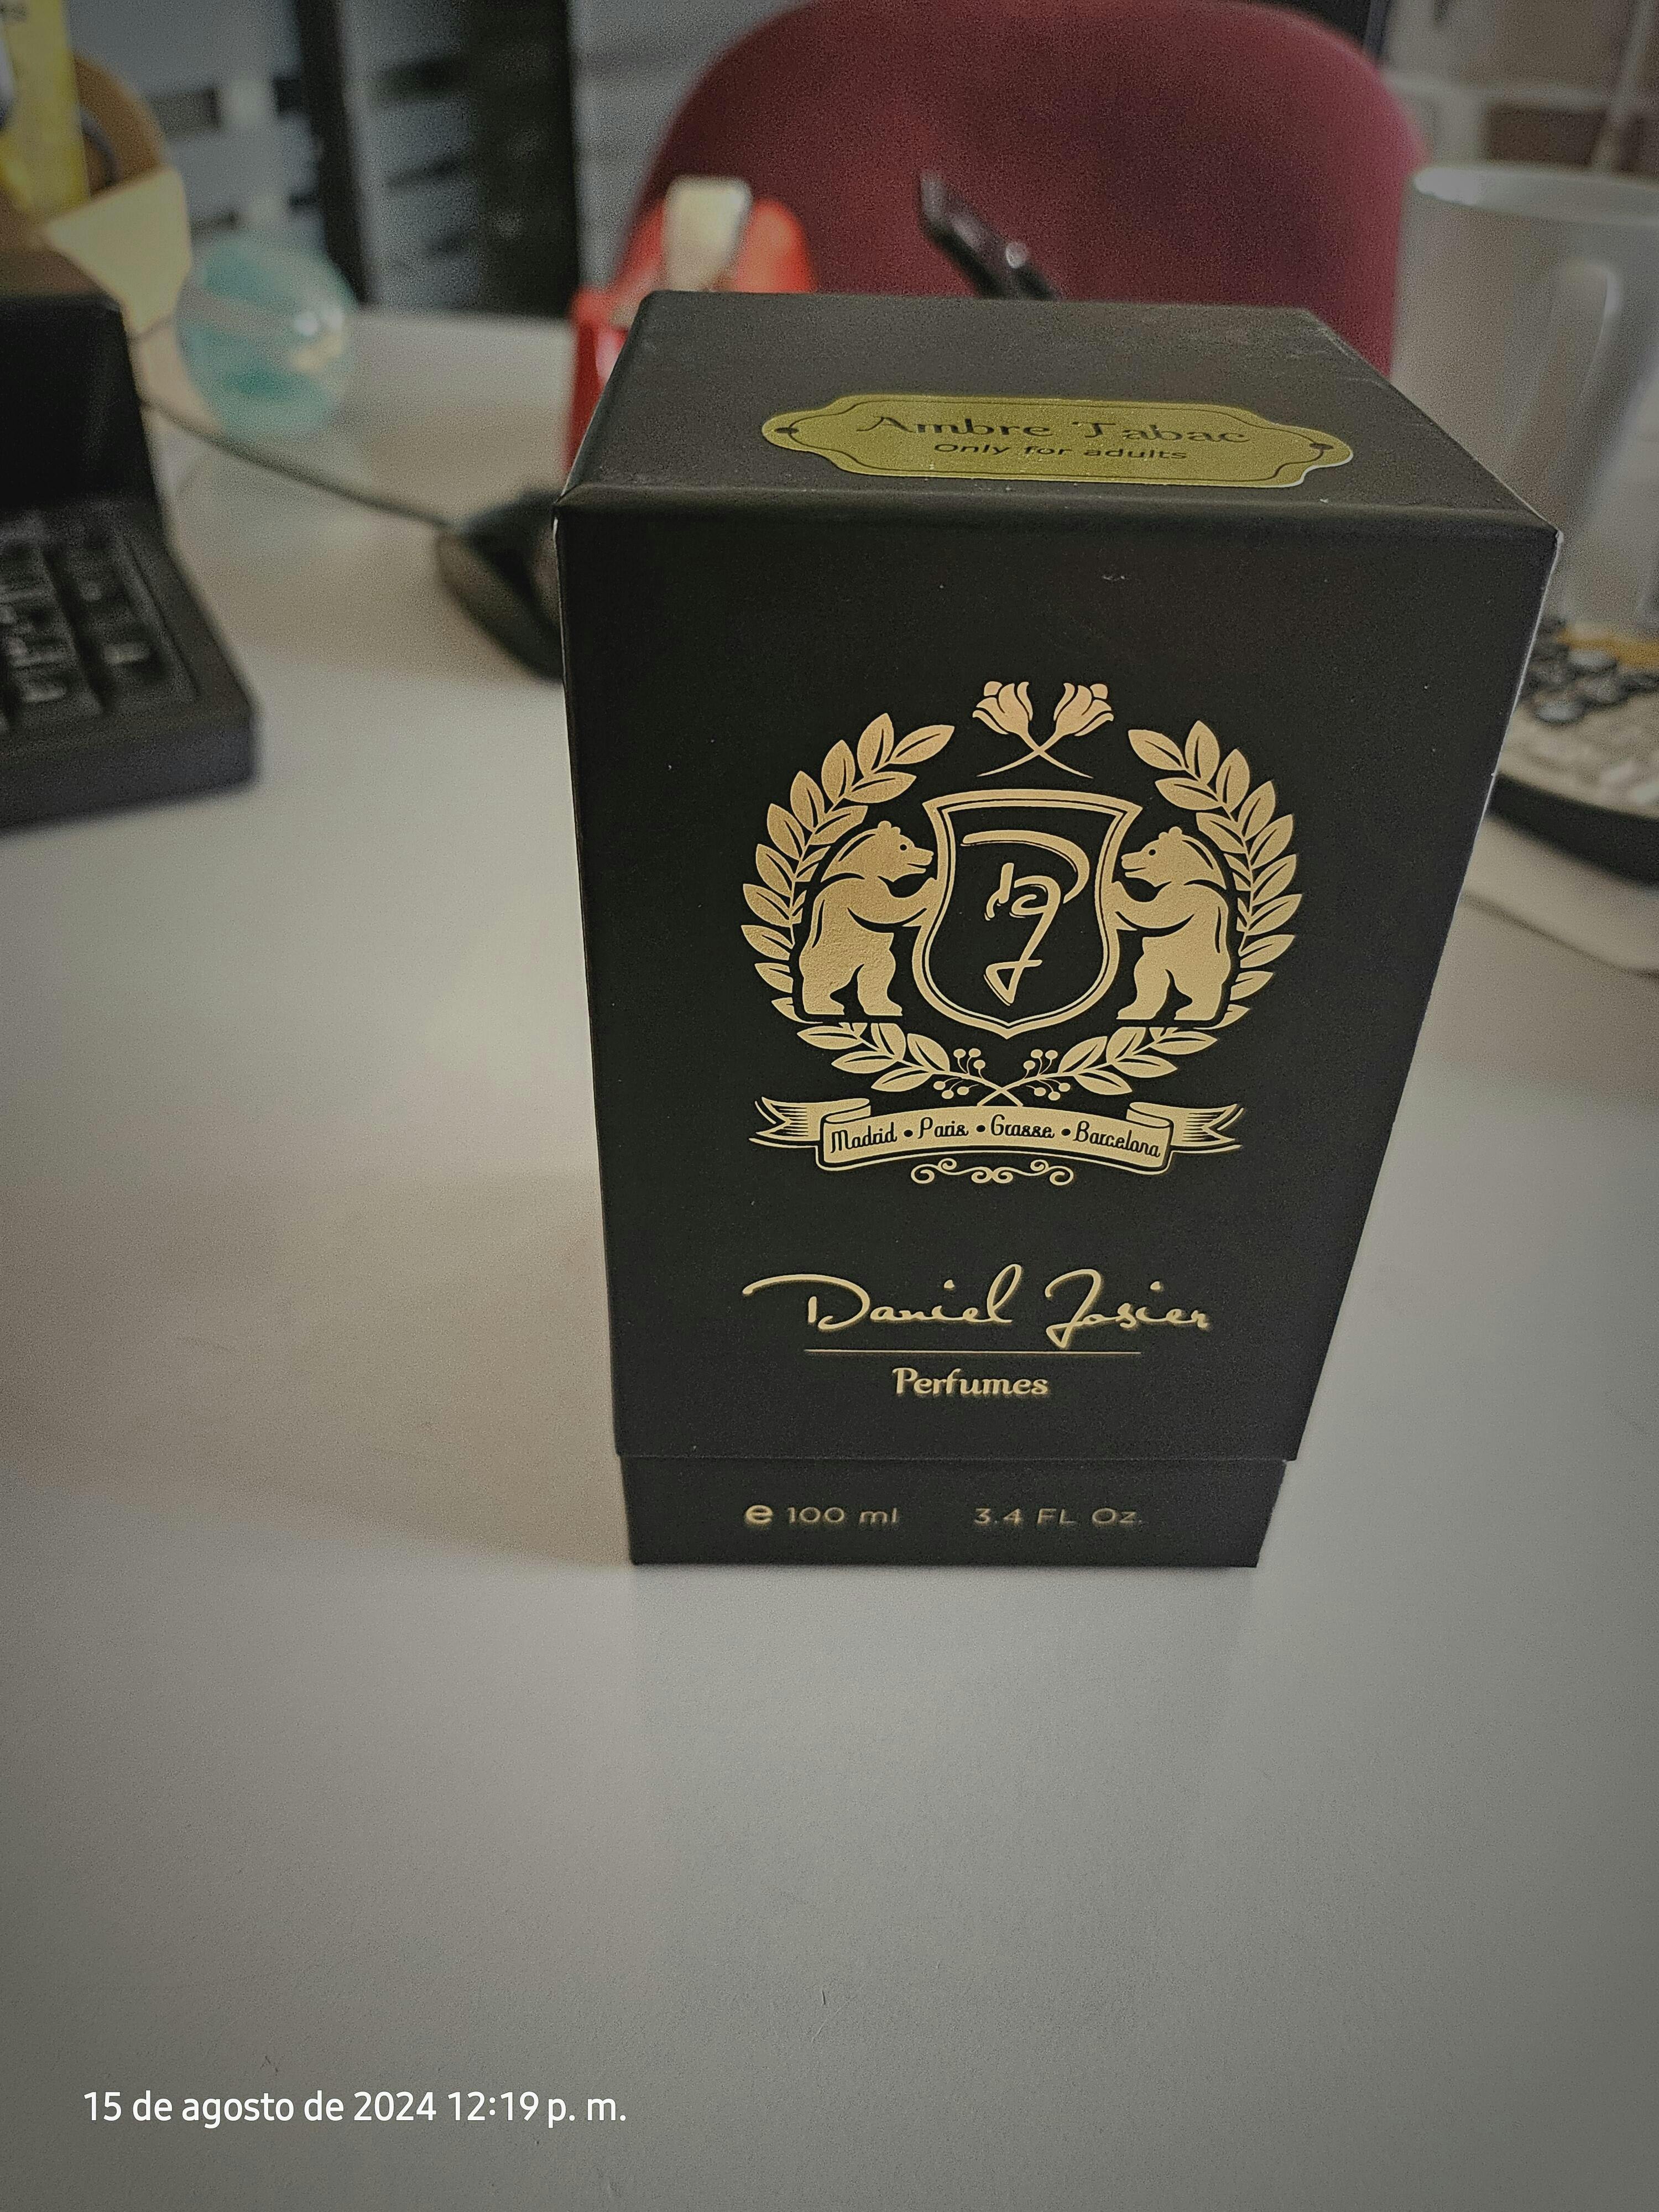 Ambre Tabac
Only for adults
DJ
Madrid • Paris • Grasse • Barcelona
Daniel Josier
Perfumes
e 100 ml 3.4 FL Oz.
15 de agosto de 2024 12:19 p. m.